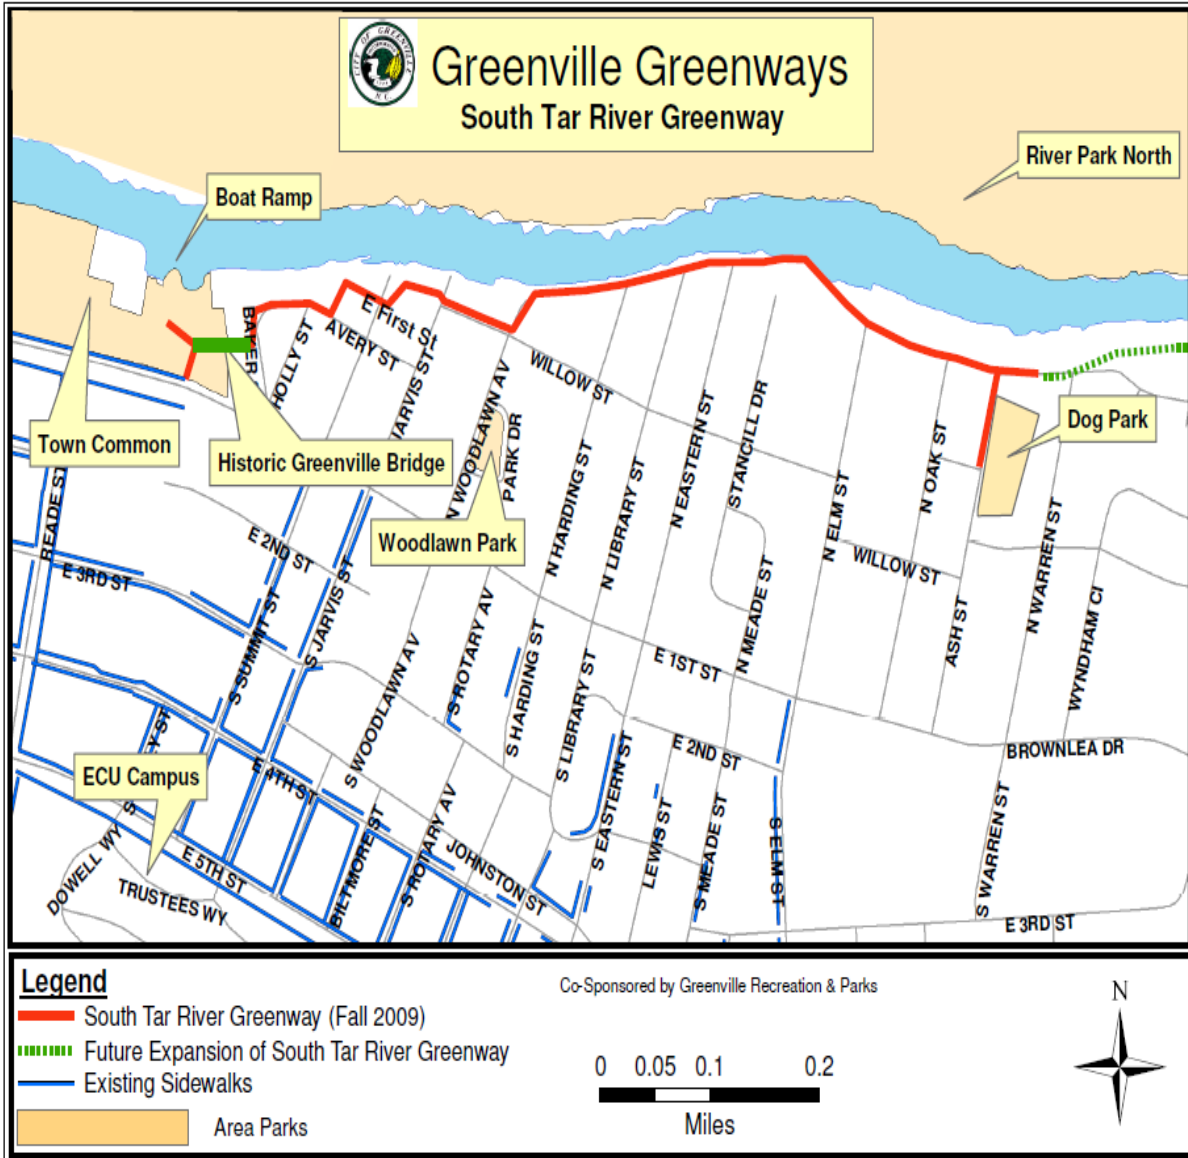 CITY OF GREENVILLE
N.C.
Greenville Greenways
South Tar River Greenway
River Park North
Boat Ramp
E First St
AVERY ST
HOLLY ST
JARVIS ST
WILLOW ST
N WOODLAWN AV
PARK DR
STANCILL DR
N EASTERN ST
N OAK ST
Dog Park
Town Common
Historic Greenville Bridge
Woodlawn Park
READE ST
N HARDING ST
N LIBRARY ST
N ELM ST
N WARREN ST
E 2ND ST
E 3RD ST
WILLOW ST
S SUMMIT ST
S JARVIS ST
S WOODLAWN AV
S ROTARY AV
S HARDING ST
S LIBRARY ST
E 1ST ST
N MEADE ST
ASH ST
WYNDHAM CI
BROWNLEA DR
E 2ND ST
ECU Campus
E 4TH ST
S EASTERN ST
LEWIS ST
S MEADE ST
S ELM ST
S WARREN ST
DOWELL WY
E 5TH ST
TRUSTEES WY
BILTMORE ST
S ROTARY AV
JOHNSTON ST
E 3RD ST
Legend
South Tar River Greenway (Fall 2009)
Future Expansion of South Tar River Greenway
Existing Sidewalks
Area Parks
Co-Sponsored by Greenville Recreation & Parks
0 0.05 0.1 0.2
Miles
N